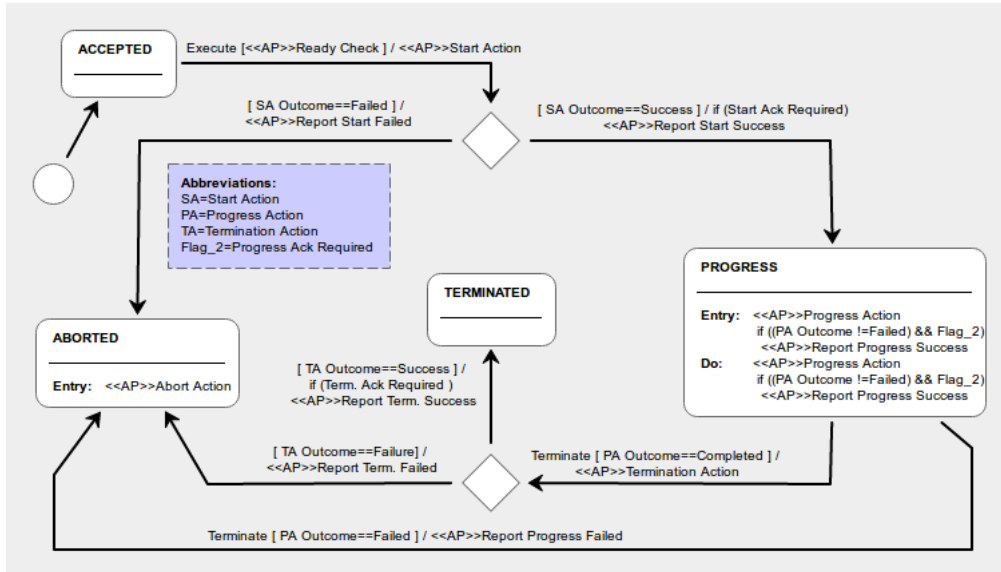 ACCEPTED
Execute [<<AP>>Ready Check ] / <<AP>>Start Action
[ SA Outcome==Failed ] /
<<AP>>Report Start Failed
[ SA Outcome==Success ] / if (Start Ack Required)
<<AP>>Report Start Success
Abbreviations:
SA=Start Action
PA=Progress Action
TA=Termination Action
Flag_2=Progress Ack Required
PROGRESS
Entry: <<AP>>Progress Action
if ((PA Outcome !=Failed) && Flag_2)
<<AP>>Report Progress Success
Do: <<AP>>Progress Action
if ((PA Outcome !=Failed) && Flag_2)
<<AP>>Report Progress Success
TERMINATED
ABORTED
Entry: <<AP>>Abort Action
[ TA Outcome==Success ] /
if (Term. Ack Required )
<<AP>>Report Term. Success
[ TA Outcome==Failure] /
<<AP>>Report Term. Failed
Terminate [ PA Outcome==Completed ] /
<<AP>>Termination Action
Terminate [ PA Outcome==Failed ] / <<AP>>Report Progress Failed